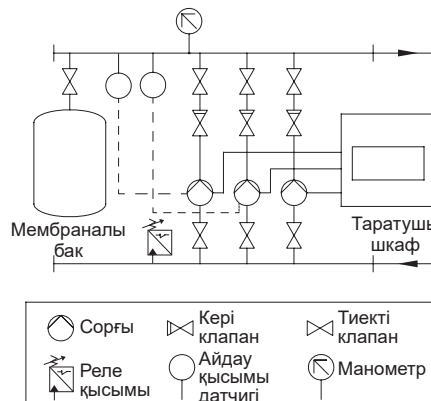 Мембраналы
бак
Таратушы
шкаф
Сорғы
Кері
клапан
Тиекті
клапан
Реле
қысымы
Айдау
қысымы
датчигі
Манометр